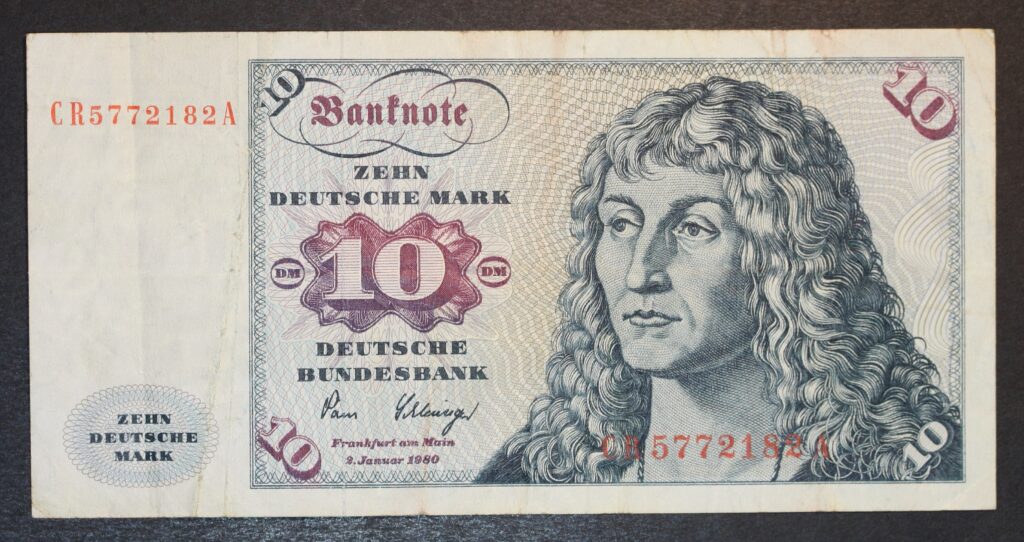 CR5772182A
10
Banknote
10
ZEHN
DEUTSCHE MARK
DM
10
DM
DEUTSCHE
BUNDESBANK
10
Frankfurt am Main
2. Januar 1980
ZEHN
DEUTSCHE
MARK
CR5772182A
10